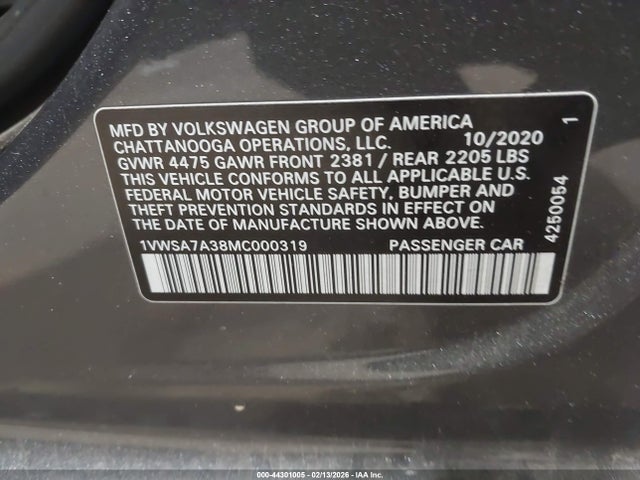 MFD BY VOLKSWAGEN GROUP OF AMERICA
CHATTANOOGA OPERATIONS, LLC. 10/2020
GVWR 4475 GAWR FRONT 2381 / REAR 2205 LBS
THIS VEHICLE CONFORMS TO ALL APPLICABLE U.S.
FEDERAL MOTOR VEHICLE SAFETY, BUMPER AND
THEFT PREVENTION STANDARDS IN EFFECT ON THE
DATE OF MANUFACTURE SHOWN ABOVE.
1VWSA7A38MC000319 PASSENGER CAR
4250054 1
000-44301005 - 02/13/2026 - IAA Inc.